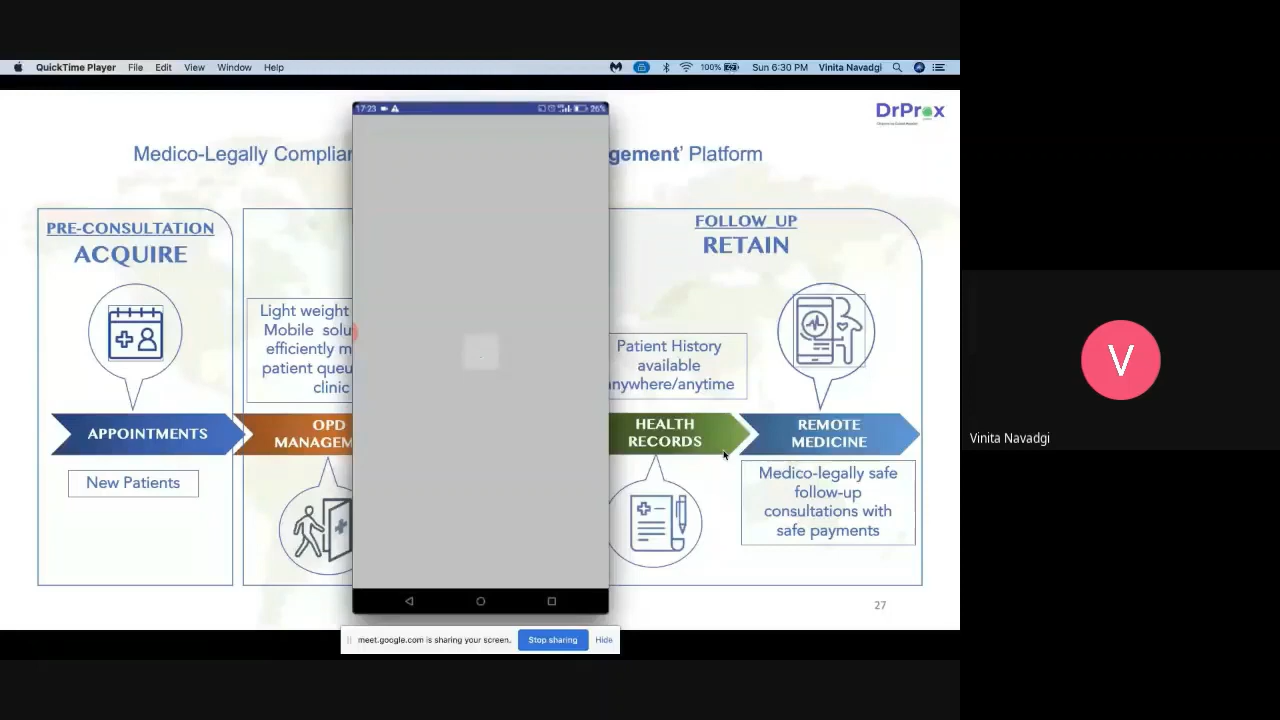 QuickTime Player File Edit View Window Help 100% Sun 6:30 PM Vinita Navadgi
17:23 26%
DrProx
Medico-Legally Complian gement' Platform
PRE-CONSULTATION
ACQUIRE
FOLLOW_UP
RETAIN
Light weight
Mobile solu
efficiently m
patient queu
clinic
Patient History
available
nywhere/anytime
APPOINTMENTS
OPD
MANAGEM
HEALTH
RECORDS
REMOTE
MEDICINE
New Patients
Medico-legally safe
follow-up
consultations with
safe payments
27
meet.google.com is sharing your screen. Stop sharing Hide
V
Vinita Navadgi